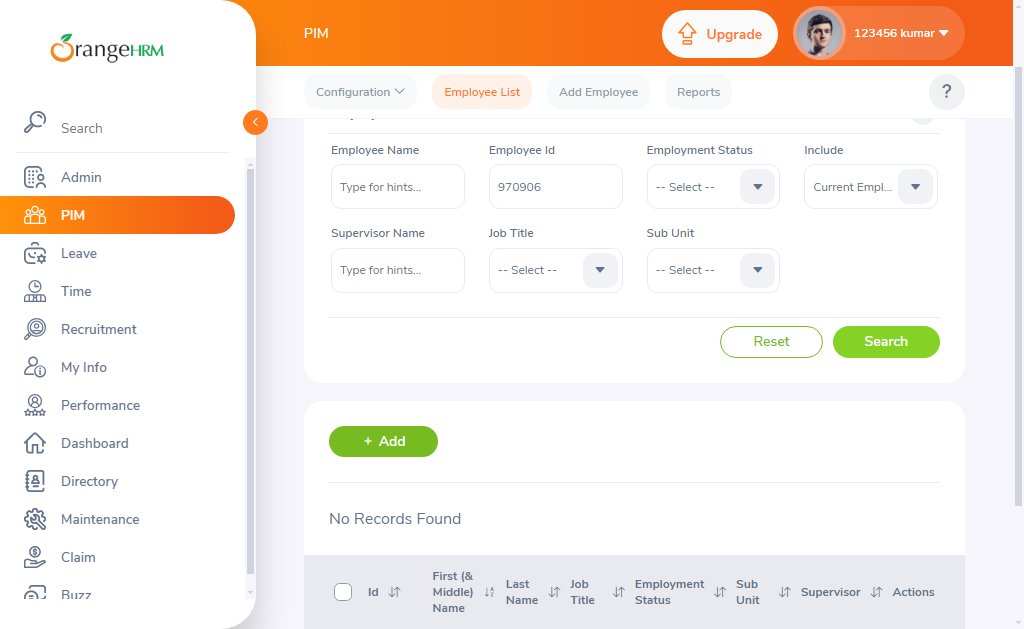 OrangeHRM
PIM
Upgrade
123456 kumar
Configuration
Employee List
Add Employee
Reports
?
Search
Admin
PIM
Leave
Time
Recruitment
My Info
Performance
Dashboard
Directory
Maintenance
Claim
Buzz
Employee Name
Employee Id
Employment Status
Include
Type for hints...
970906
-- Select --
Current Empl...
Supervisor Name
Job Title
Sub Unit
Type for hints...
-- Select --
-- Select --
Reset
Search
+ Add
No Records Found
Id
First (& Middle) Name
Last Name
Job Title
Employment Status
Sub Unit
Supervisor
Actions